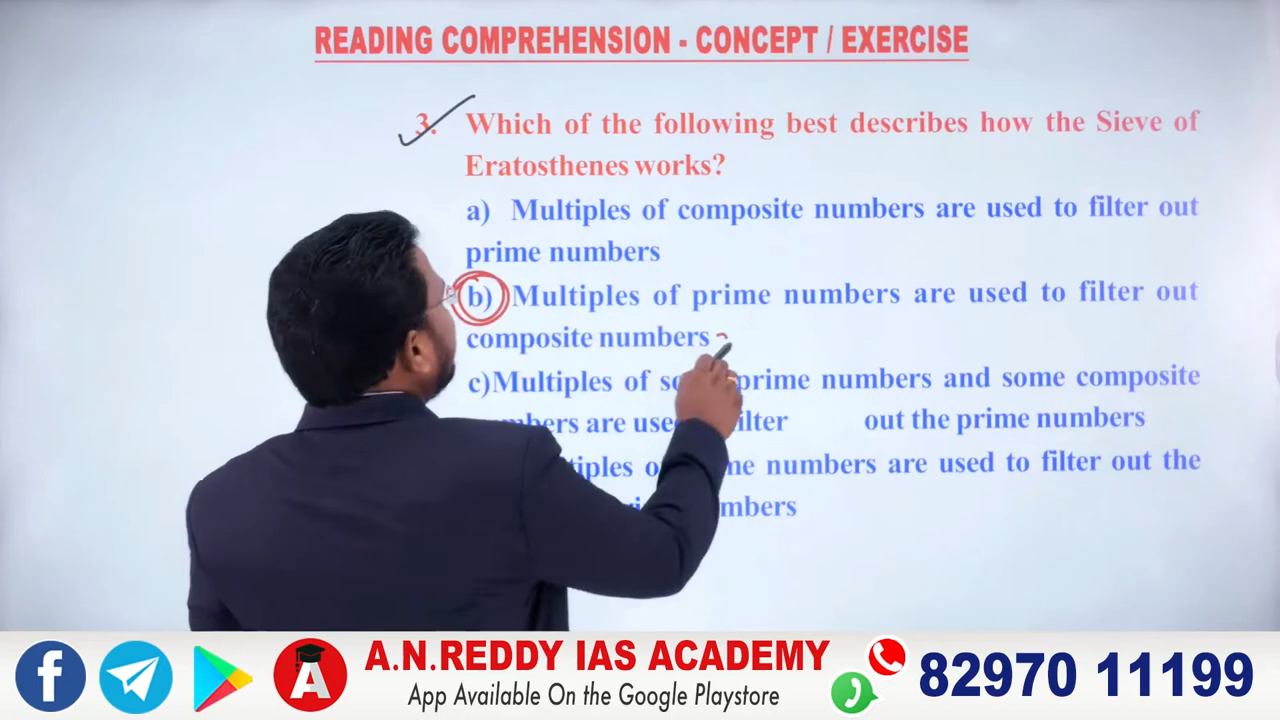 READING COMPREHENSION - CONCEPT / EXERCISE
3. Which of the following best describes how the Sieve of
Eratosthenes works?
a) Multiples of composite numbers are used to filter out
prime numbers
b) Multiples of prime numbers are used to filter out
composite numbers
c)Multiples of prime numbers and some composite
are out the prime numbers
numbers are used to filter out the
A.N.REDDY IAS ACADEMY
App Available On the Google Playstore
82970 11199